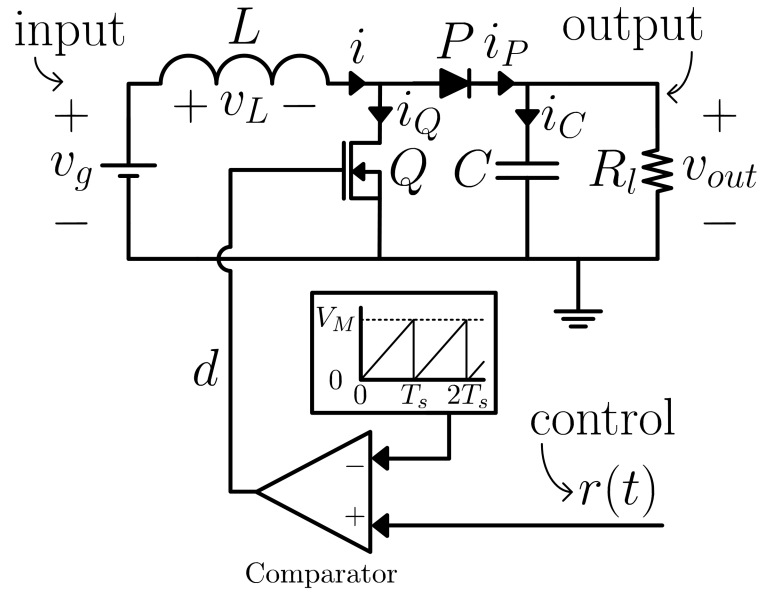 input
L
i
P
i_P
output
+
+ v_L −
i_Q
i_C
+
v_g
Q
C
R_l
v_out
−
−
V_M
0
0
T_s
2T_s
d
control
−
r(t)
+
Comparator